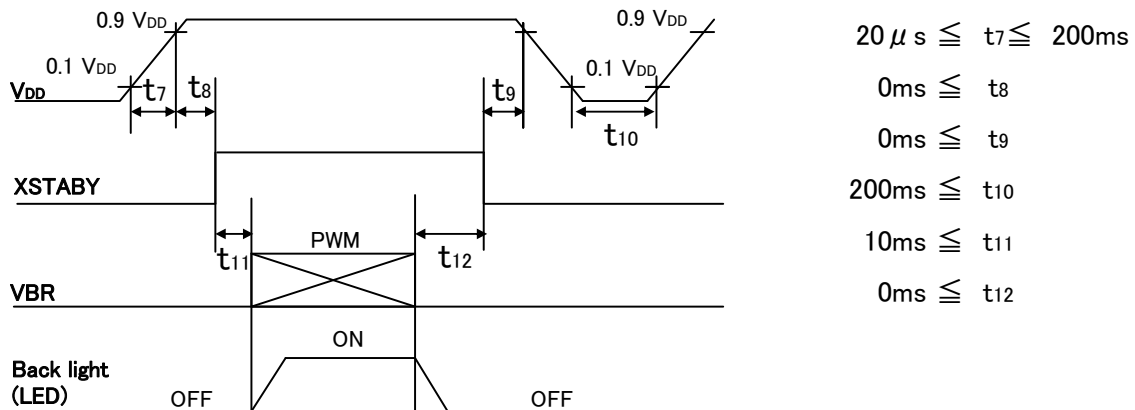 0.9 VDD
0.9 VDD
20 μs ≦ t7≦ 200ms
0.1 VDD
0.1 VDD
VDD
t7
t8
t9
t10
0ms ≦ t8
0ms ≦ t9
XSTABY
200ms ≦ t10
t11
PWM
t12
10ms ≦ t11
VBR
0ms ≦ t12
ON
Back light
(LED)
OFF
OFF